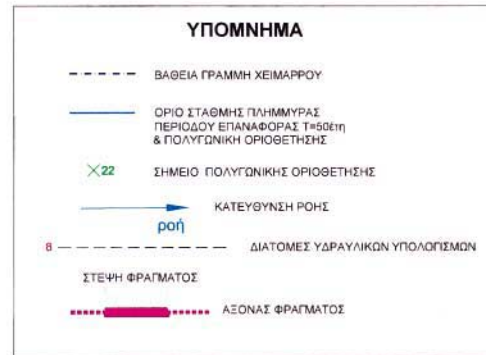 ΥΠΟΜΝΗΜΑ
ΒΑΘΕΙΑ ΓΡΑΜΜΗ ΧΕΙΜΑΡΡΟΥ
ΟΡΙΟ ΣΤΑΘΜΗΣ ΠΛΗΜΜΥΡΑΣ
ΠΕΡΙΟΔΟΥ ΕΠΑΝΑΦΟΡΑΣ Τ=50έτη
& ΠΟΛΥΓΩΝΙΚΗ ΟΡΙΟΘΕΤΗΣΗΣ
22 ΣΗΜΕΙΟ ΠΟΛΥΓΩΝΙΚΗΣ ΟΡΙΟΘΕΤΗΣΗΣ
ΚΑΤΕΥΘΥΝΣΗ ΡΟΗΣ
ροή
8 ΔΙΑΤΟΜΕΣ ΥΔΡΑΥΛΙΚΩΝ ΥΠΟΛΟΓΙΣΜΩΝ
ΣΤΕΨΗ ΦΡΑΓΜΑΤΟΣ
ΑΞΟΝΑΣ ΦΡΑΓΜΑΤΟΣ